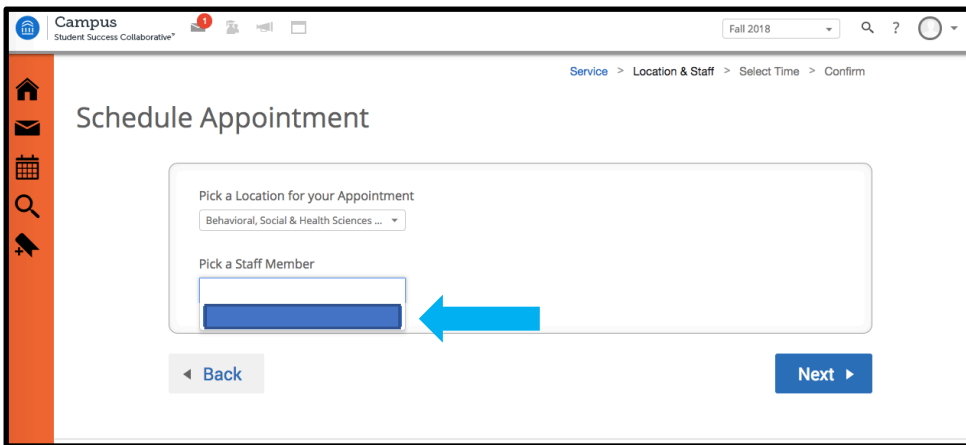 Campus
Student Success Collaborative™
1
Fall 2018
?
Service > Location & Staff > Select Time > Confirm
Schedule Appointment
Pick a Location for your Appointment
Behavioral, Social & Health Sciences ...
Pick a Staff Member
Back
Next